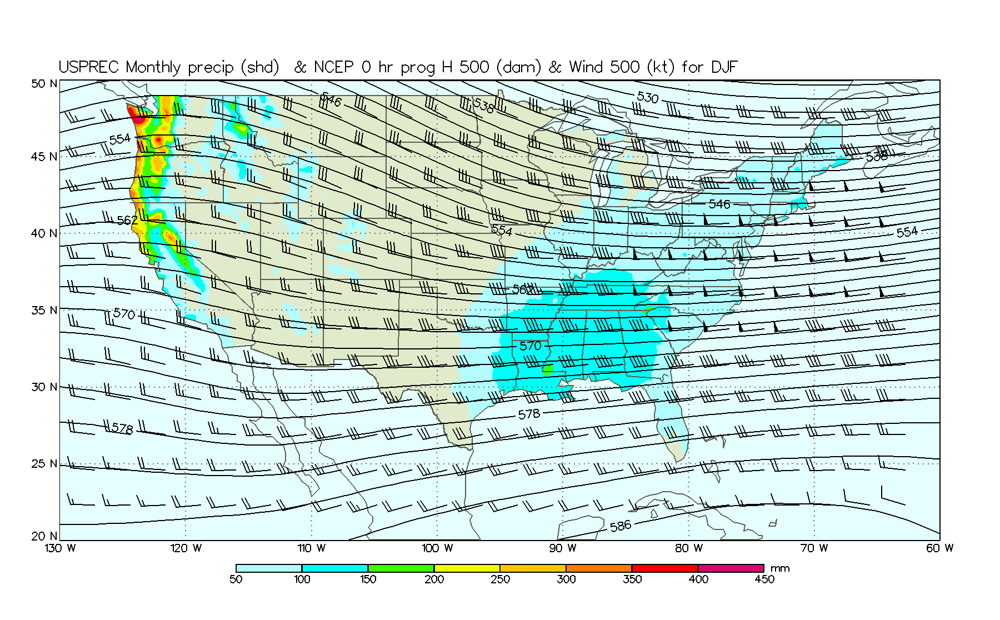 USPREC Monthly precip (shd) & NCEP 0 hr prog H 500 (dam) & Wind 500 (kt) for DJF
50 N
530
546
538
554
45 N
538
546
562
554
554
40 N
562
35 N
570
570
30 N
578
578
25 N
586
20 N
130 W 120 W 110 W 100 W 90 W 80 W 70 W 60 W
mm
50 100 150 200 250 300 350 400 450